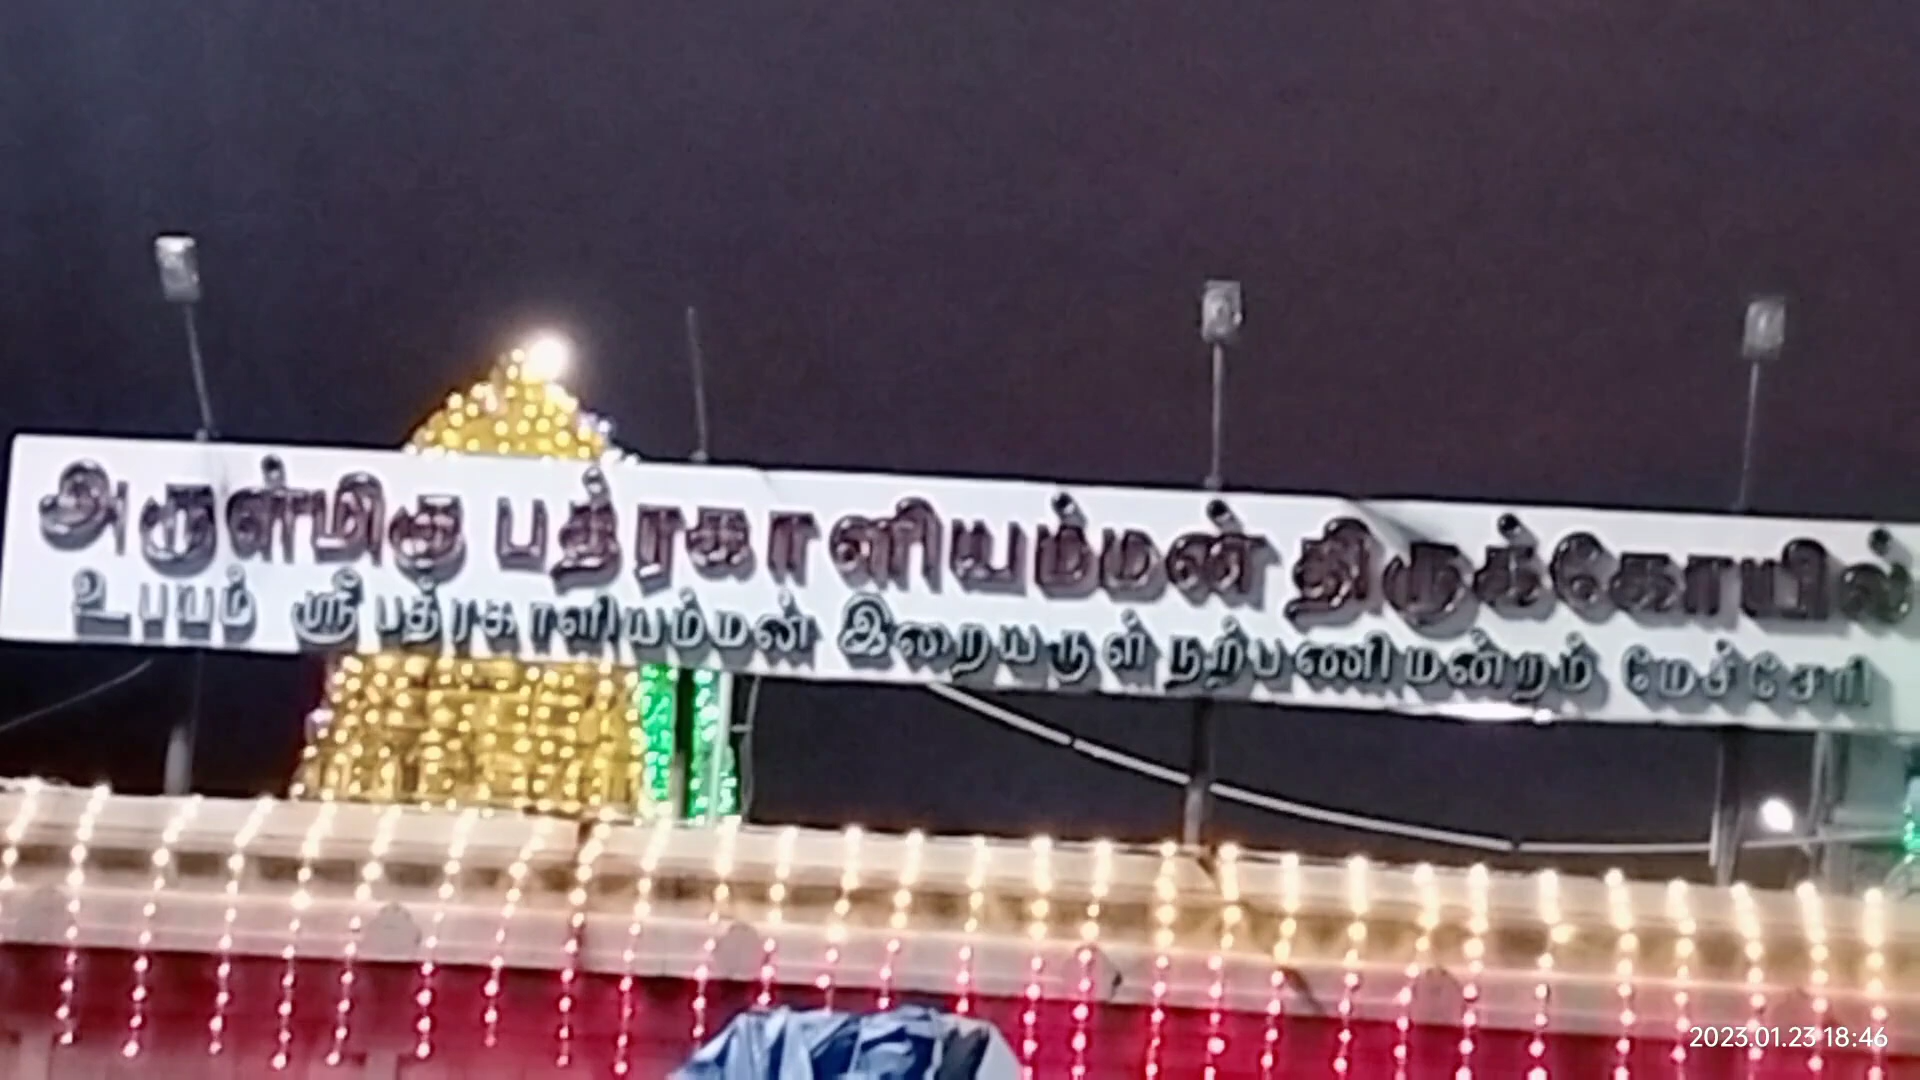 அருள்மிகு பத்ரகாளியம்மன் திருக்கோயில்
உபயம் ஸ்ரீ பத்ரகாளியம்மன் இறையருள் நற்பணி மன்றம் மேச்சேரி
2023.01.23 18:46